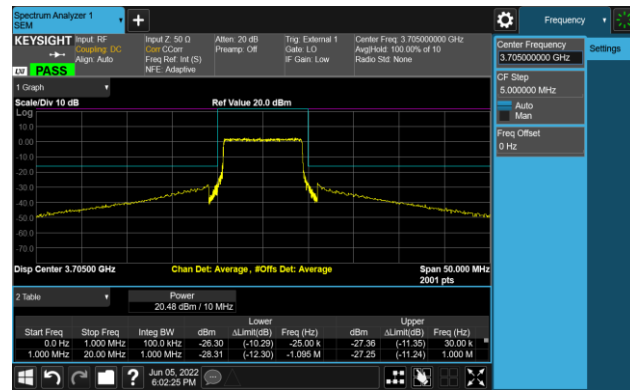 Spectrum Analyzer 1
SEM
Frequency
KEYSIGHT Input: RF
Coupling: DC
Align: Auto
Input Z: 50 Ω
Corr CCorr
Freq Ref: Int (S)
NFE: Adaptive
Atten: 20 dB
Preamp: Off
Trig: External 1
Gate: LO
IF Gain: Low
Center Freq: 3.705000000 GHz
Avg|Hold: 100.00% of 10
Radio Std: None
LXI PASS
Center Frequency
3.705000000 GHz
Settings
CF Step
5.000000 MHz
Auto
Man
Freq Offset
0 Hz
1 Graph
Scale/Div 10 dB
Ref Value 20.0 dBm
Log
10.0
0.00
-10.0
-20.0
-30.0
-40.0
-50.0
-60.0
-70.0
Disp Center 3.70500 GHz
Chan Det: Average , #Offs Det: Average
Span 50.000 MHz
2001 pts
2 Table
Power
20.48 dBm / 10 MHz
Lower Upper
Start Freq Stop Freq Integ BW dBm ΔLimit(dB) Freq (Hz) dBm ΔLimit(dB) Freq (Hz)
0.0 Hz 1.000 MHz 100.0 kHz -26.30 (-10.29) -25.00 k -27.36 (-11.35) 30.00 k
1.000 MHz 20.00 MHz 1.000 MHz -28.31 (-12.30) -1.095 M -27.25 (-11.24) 1.000 M
?
Jun 05, 2022
6:02:25 PM